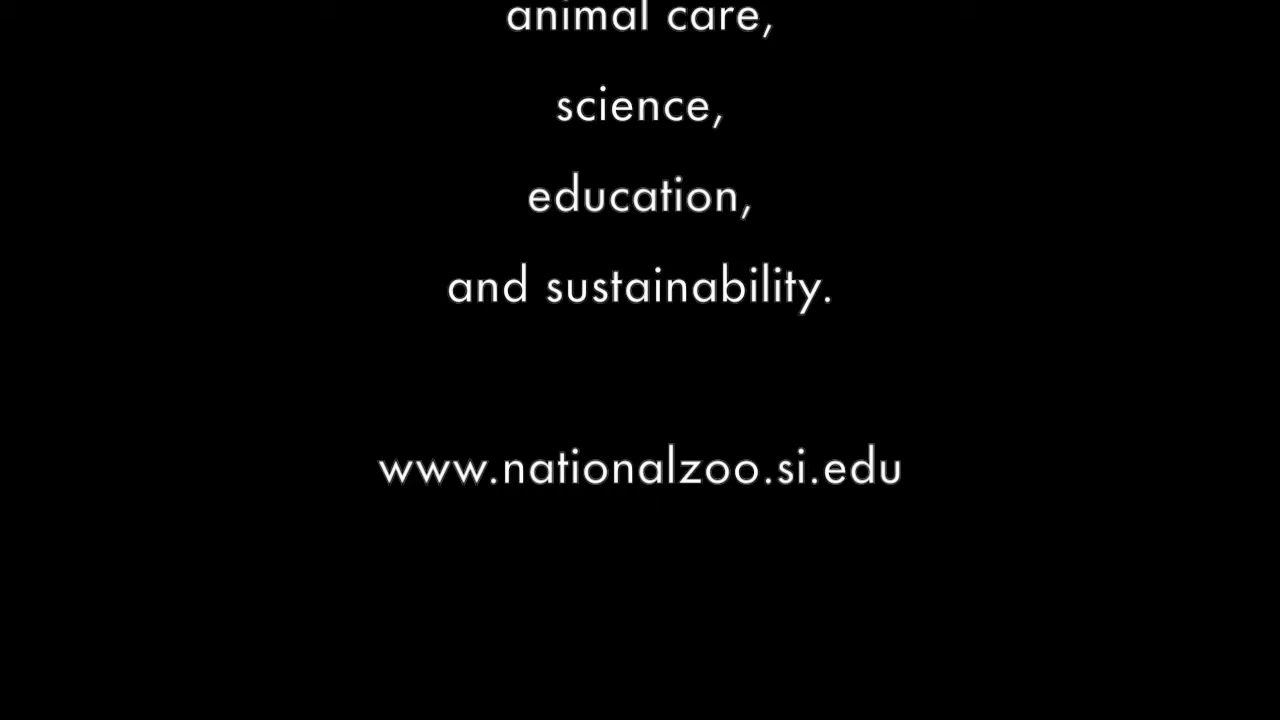 animal care,
science,
education,
and sustainability.
www.nationalzoo.si.edu